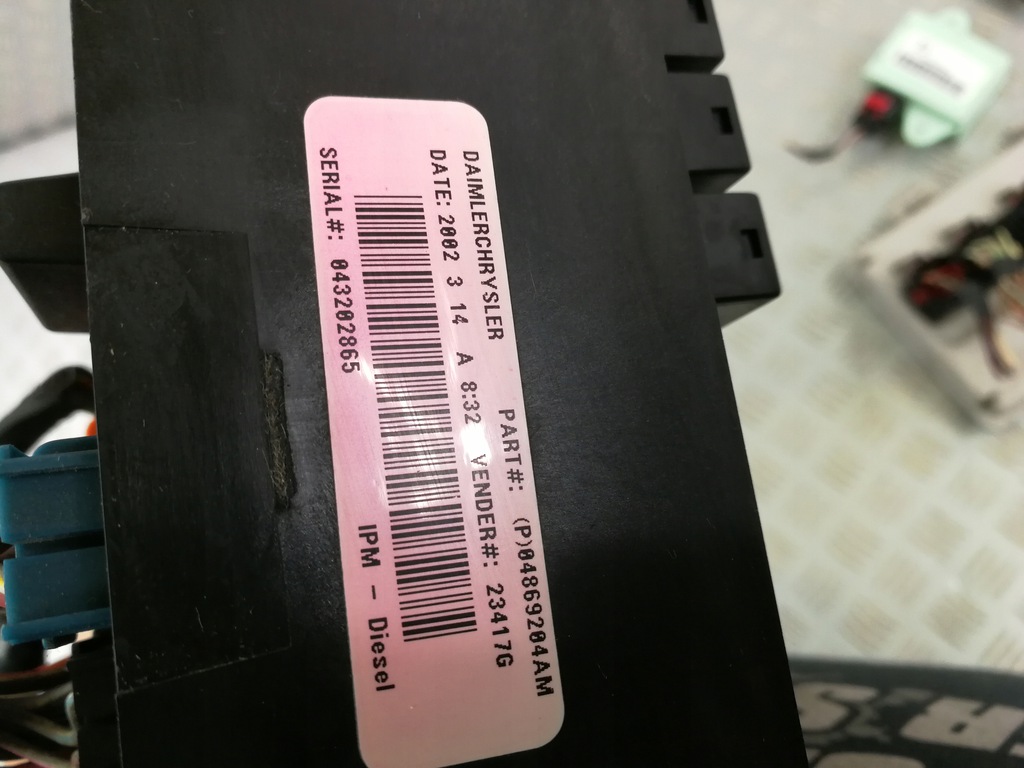 DAIMLERCHRYSLER PART#: (P)04869204AM
DATE: 2002 3 14 A 8:32 VENDER#: 23417G
SERIAL#: 043202865 IPM - Diesel